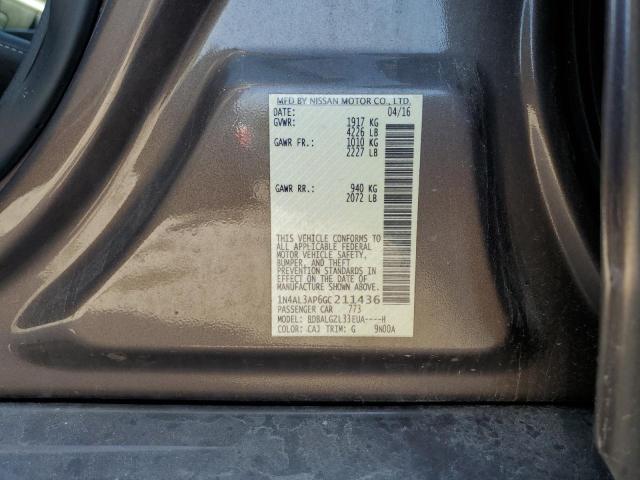 MFD BY NISSAN MOTOR CO., LTD.
DATE: 04/16
GVWR: 1917 KG
4226 LB
GAWR FR.: 1010 KG
2227 LB
GAWR RR.: 940 KG
2072 LB
THIS VEHICLE CONFORMS TO
ALL APPLICABLE FEDERAL
MOTOR VEHICLE SAFETY,
BUMPER, AND THEFT
PREVENTION STANDARDS IN
EFFECT ON THE DATE OF
MANUFACTURE SHOWN ABOVE.
1N4AL3AP6GC211436
PASSENGER CAR 773
MODEL: BDBALGZL33EUA----H
COLOR: CAJ TRIM: G 9N00A